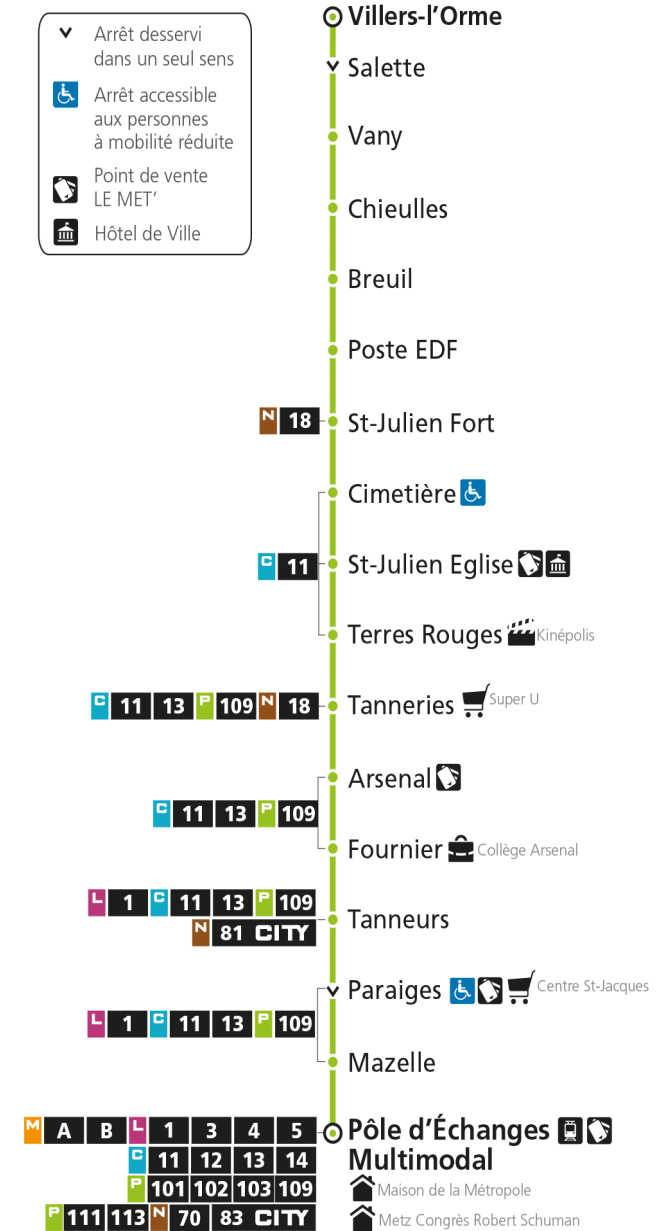 Villers-l'Orme
Arrêt desservi
dans un seul sens
Arrêt accessible
aux personnes
à mobilité réduite
Point de vente
LE MET'
Hôtel de Ville
Salette
Vany
Chieulles
Breuil
Poste EDF
N 18 St-Julien Fort
Cimetière
C 11 St-Julien Eglise
Terres Rouges Kinépolis
C 11 13 P 109 N 18 Tanneries Super U
Arsenal
C 11 13 P 109
Fournier Collège Arsenal
L 1 C 11 13 P 109
Tanneurs
N 81 CITY
Paraiges Centre St-Jacques
L 1 C 11 13 P 109
Mazelle
M A B L 1 3 4 5 Pôle d'Échanges
C 11 12 13 14 Multimodal
P 101 102 103 109 Maison de la Métropole
P 111 113 N 70 83 CITY Metz Congrès Robert Schuman